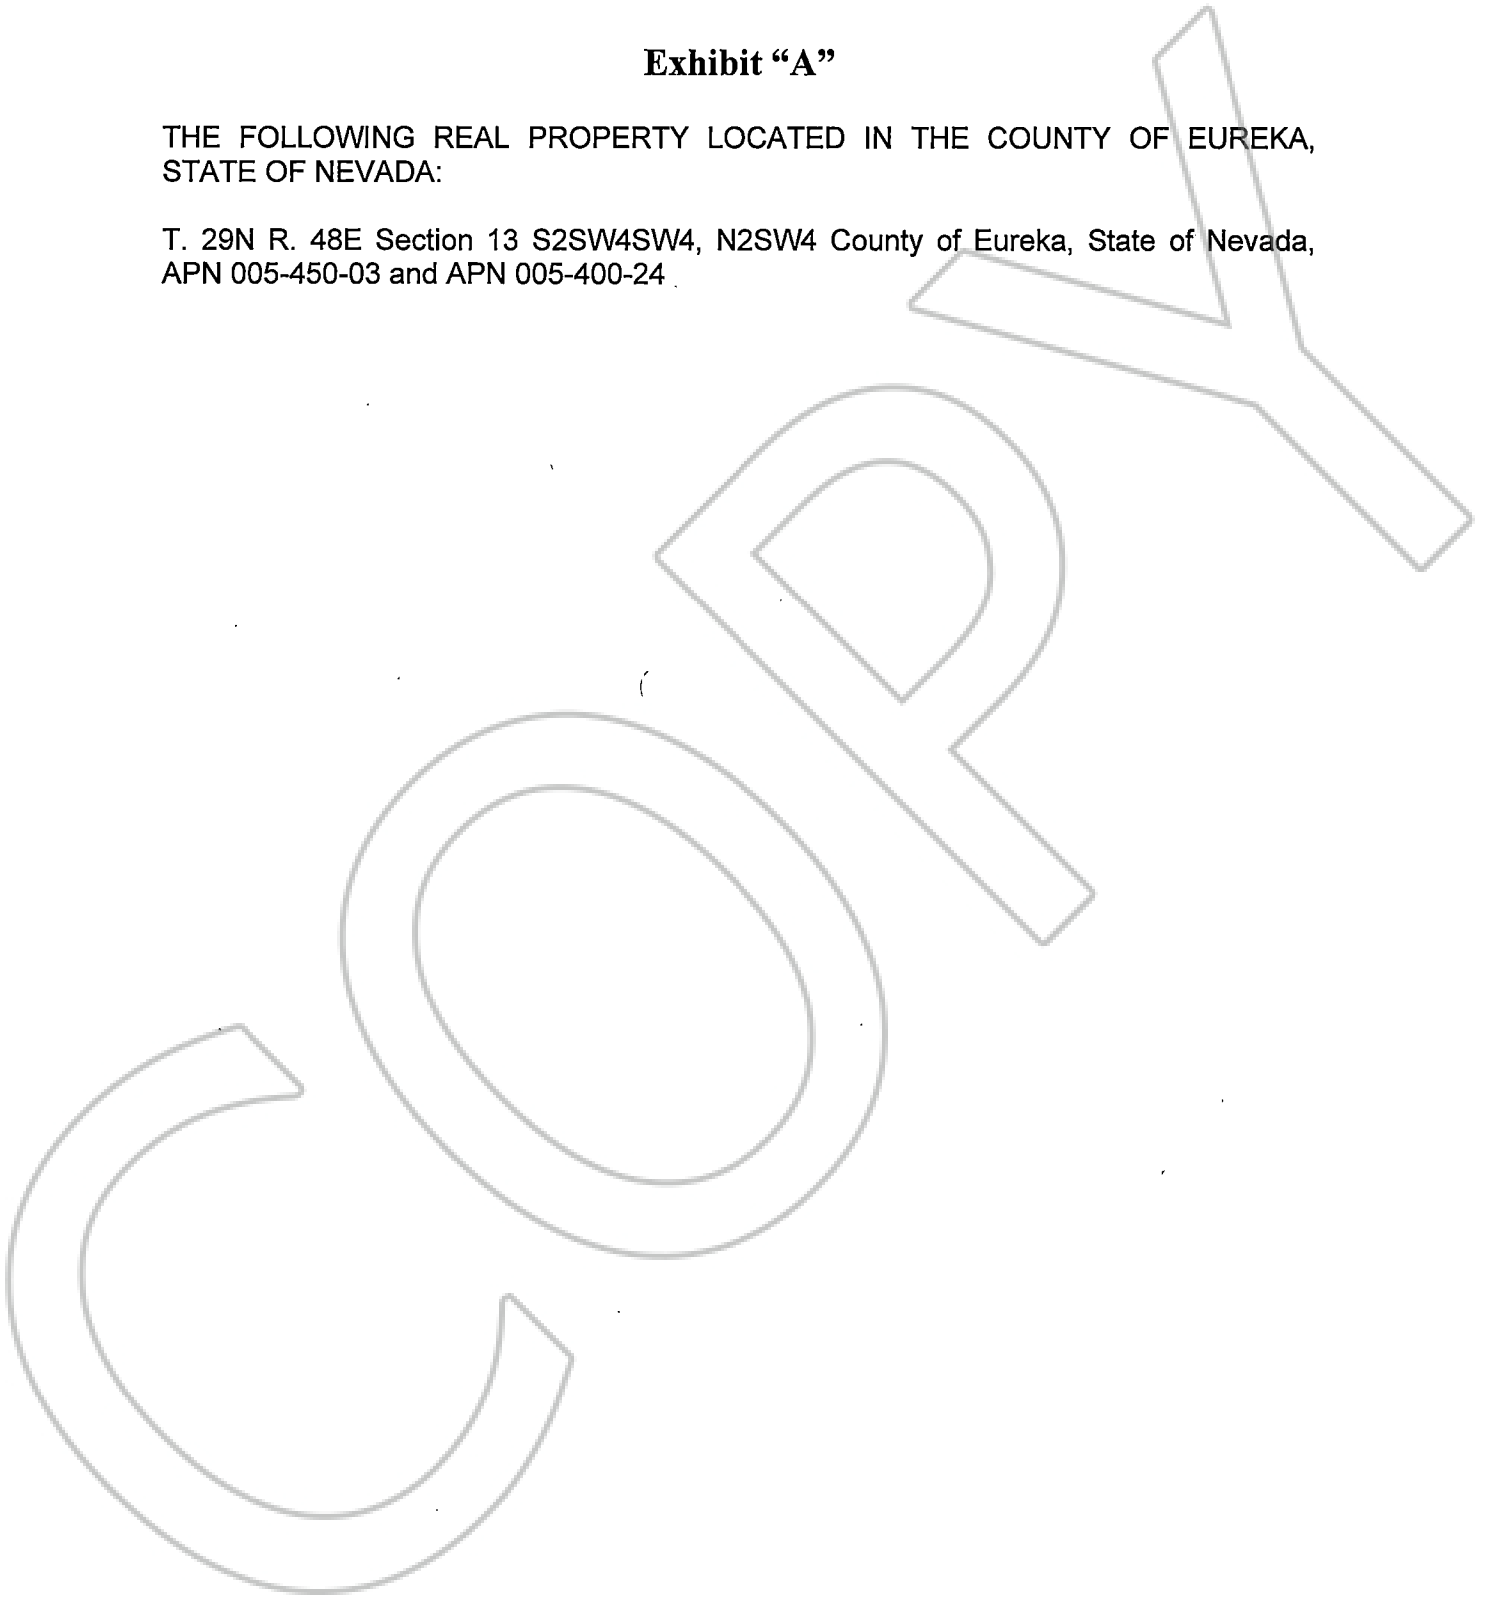 Exhibit “A”
THE FOLLOWING REAL PROPERTY LOCATED IN THE COUNTY OF EUREKA,
STATE OF NEVADA:
T. 29N R. 48E Section 13 S2SW4SW4, N2SW4 County of Eureka, State of Nevada,
APN 005-450-03 and APN 005-400-24
COPY